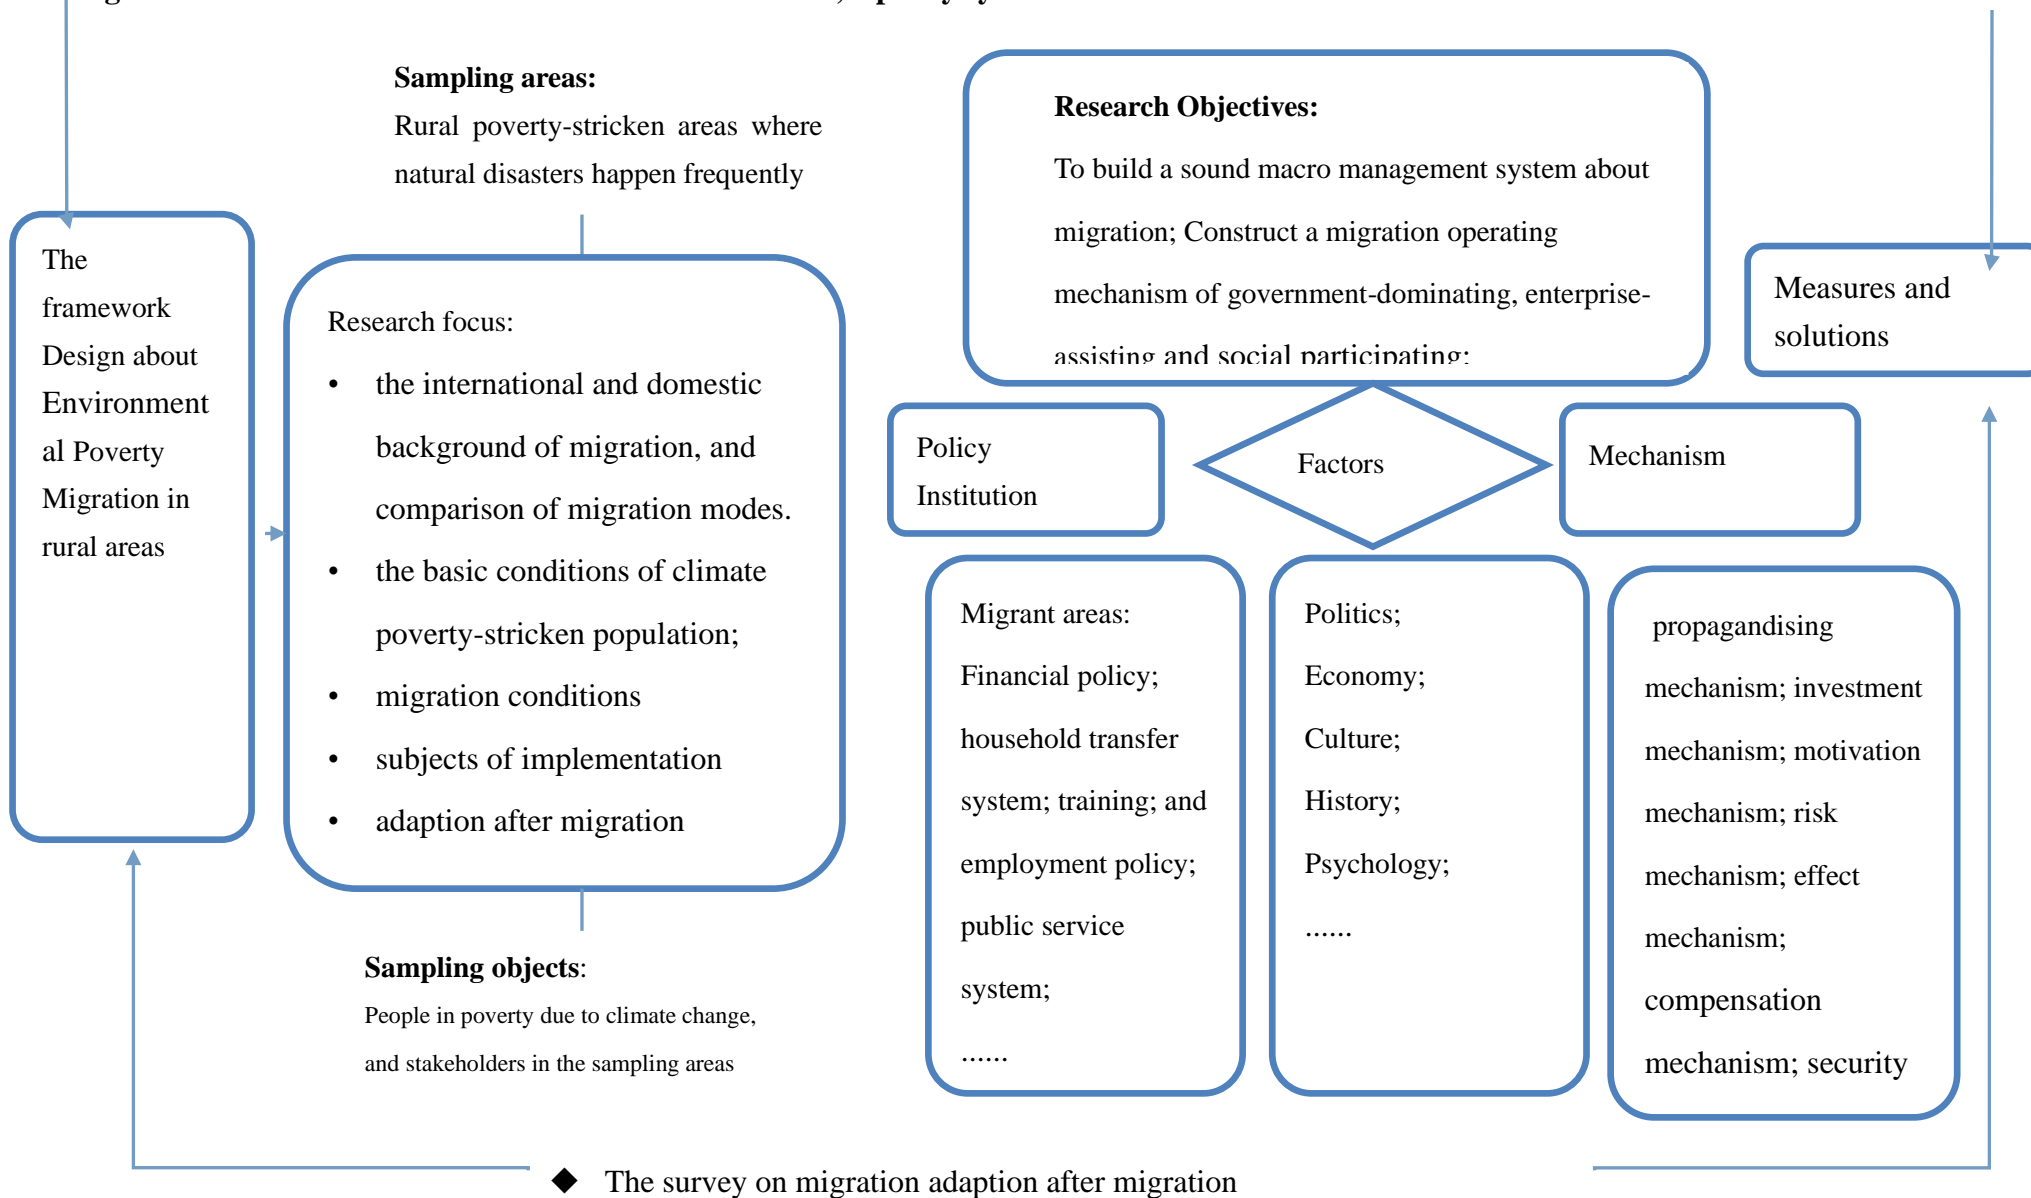 Sampling areas:
Rural poverty-stricken areas where
natural disasters happen frequently
The
framework
Design about
Environment
al Poverty
Migration in
rural areas
Research focus:
• the international and domestic
background of migration, and
comparison of migration modes.
• the basic conditions of climate
poverty-stricken population;
• migration conditions
• subjects of implementation
• adaption after migration
Sampling objects:
People in poverty due to climate change,
and stakeholders in the sampling areas
Research Objectives:
To build a sound macro management system about
migration; Construct a migration operating
mechanism of government-dominating, enterprise-
assisting and social participating;
Measures and
solutions
Policy
Institution
Factors
Mechanism
Migrant areas:
Financial policy;
household transfer
system; training; and
employment policy;
public service
system;
......
Politics;
Economy;
Culture;
History;
Psychology;
......
propagandising
mechanism; investment
mechanism; motivation
mechanism; risk
mechanism; effect
mechanism;
compensation
mechanism; security
◆ The survey on migration adaption after migration